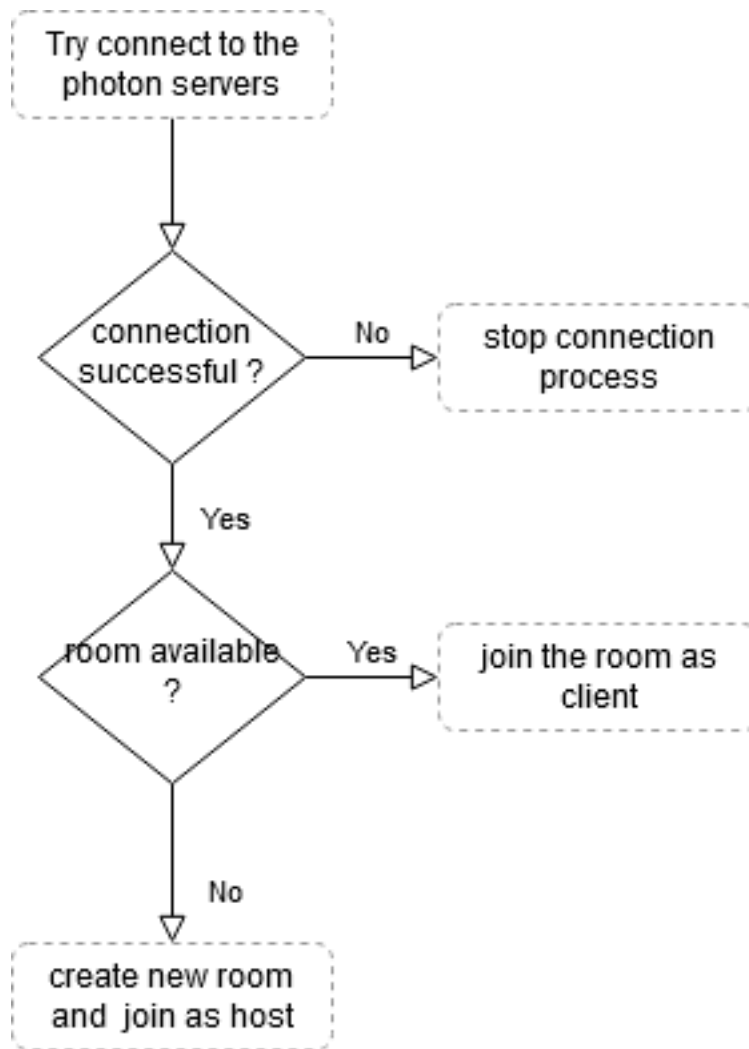 Try connect to the
photon servers
connection
successful ?
No
stop connection
process
Yes
room available
?
Yes
join the room as
client
No
create new room
and  join as host